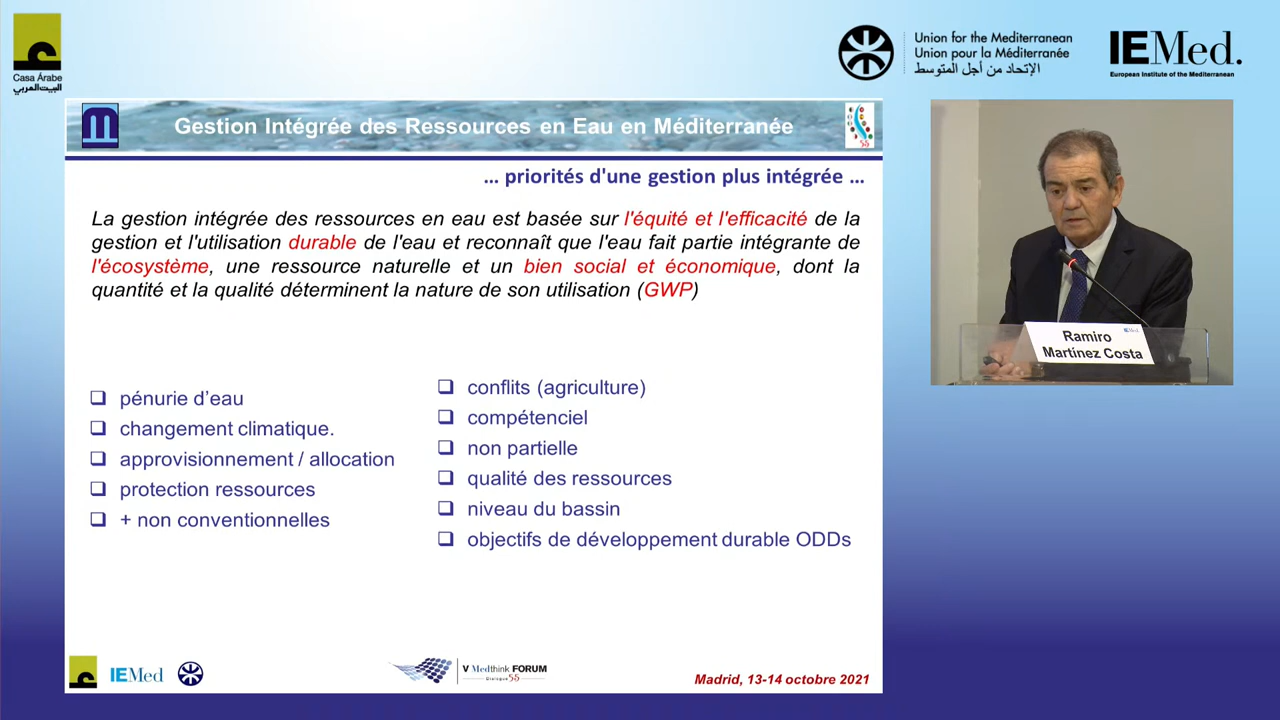 Casa Árabe
البيت العربي
Union for the Mediterranean
Union pour la Méditerranée
الإتحاد من أجل المتوسط
IEMed.
European Institute of the Mediterranean
Gestion Intégrée des Ressources en Eau en Méditerranée
... priorités d'une gestion plus intégrée ...
La gestion intégrée des ressources en eau est basée sur l'équité et l'efficacité de la
gestion et l'utilisation durable de l'eau et reconnaît que l'eau fait partie intégrante de
l'écosystème, une ressource naturelle et un bien social et économique, dont la
quantité et la qualité déterminent la nature de son utilisation (GWP)
pénurie d'eau
changement climatique.
approvisionnement / allocation
protection ressources
+ non conventionnelles
conflits (agriculture)
compétenciel
non partielle
qualité des ressources
niveau du bassin
objectifs de développement durable ODDs
IEMed
V Medthink FORUM
Dialogue 5+5
Madrid, 13-14 octobre 2021
IEMed.
Ramiro
Martínez Costa